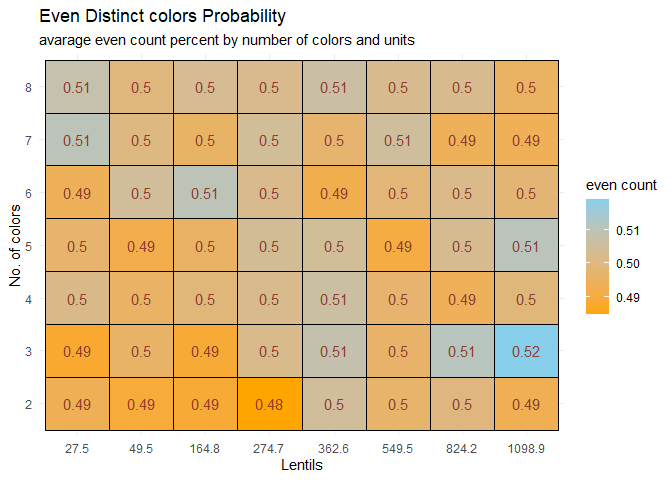 Even Distinct colors Probability
avarage even count percent by number of colors and units
8 0.51 0.5 0.5 0.5 0.51 0.5 0.5 0.5
7 0.51 0.5 0.5 0.5 0.5 0.51 0.49 0.49
6 0.49 0.5 0.51 0.5 0.49 0.5 0.5 0.5
5 0.5 0.49 0.5 0.5 0.5 0.49 0.5 0.51
4 0.5 0.5 0.5 0.5 0.51 0.5 0.49 0.5
3 0.49 0.5 0.49 0.5 0.51 0.5 0.51 0.52
2 0.49 0.49 0.49 0.48 0.5 0.5 0.5 0.49
27.5 49.5 164.8 274.7 362.6 549.5 824.2 1098.9
Lentils
No. of colors
even count
0.51
0.50
0.49